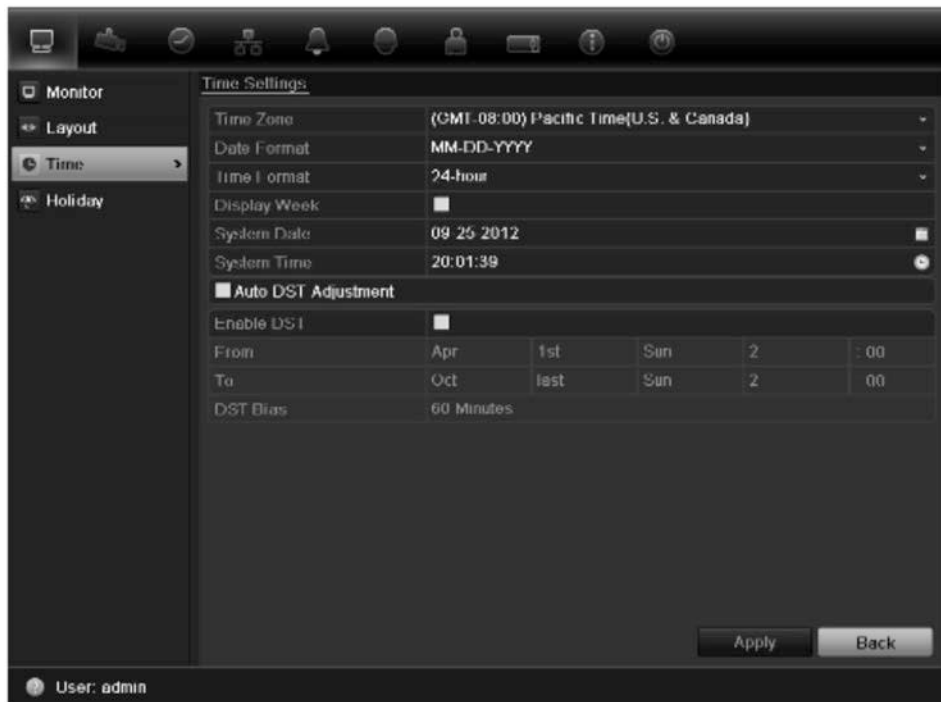 Monitor
Layout
Time
Holiday
Time Settings
Time Zone (GMT-08:00) Pacific Time(U.S. & Canada)
Date Format MM-DD-YYYY
Time Format 24-hour
Display Week
System Date 09-25-2012
System Time 20:01:39
Auto DST Adjustment
Enable DST
From Apr 1st Sun 2 : 00
To Oct last Sun 2 00
DST Bias 60 Minutes
Apply Back
User: admin